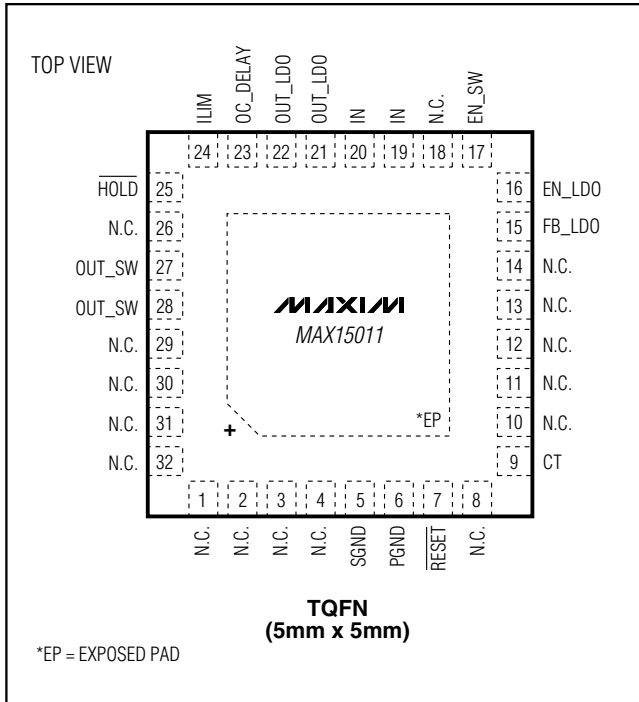 TOP VIEW
ILIM
OC_DELAY
OUT_LDO
OUT_LDO
IN
IN
N.C.
EN_SW
24 23 22 21 20 19 18 17
HOLD 25
N.C. 26
OUT_SW 27
OUT_SW 28
N.C. 29
N.C. 30
N.C. 31
N.C. 32
MAXIM
MAX15011
*EP
+
16 EN_LDO
15 FB_LDO
14 N.C.
13 N.C.
12 N.C.
11 N.C.
10 N.C.
9 CT
1 2 3 4 5 6 7 8
N.C.
N.C.
N.C.
N.C.
SGND
PGND
RESET
N.C.
TQFN
(5mm x 5mm)
*EP = EXPOSED PAD